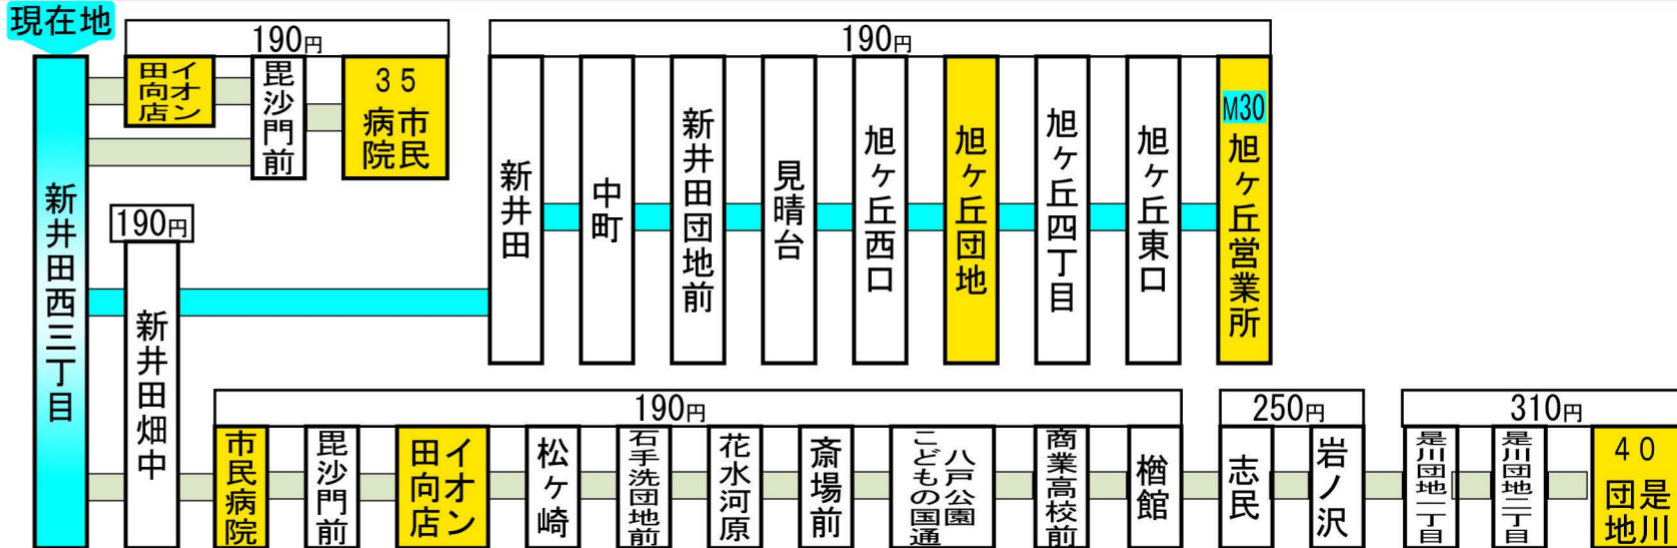 現在地
新井田西三丁目
190円
イオン
田向店
毘沙門前
35
市民
病院
190円
新井田
中町
新井田団地前
見晴台
旭ヶ丘西口
旭ヶ丘団地
旭ヶ丘四丁目
旭ヶ丘東口
M30
旭ヶ丘営業所
190円
新井田畑中
190円
市民病院
毘沙門前
イオン
田向店
松ヶ崎
石手洗団地前
花水河原
斎場前
八戸公園
こどもの国通
商業高校前
楢館
250円
志民
岩ノ沢
310円
是川団地一丁目
是川団地二丁目
40
是川
団地